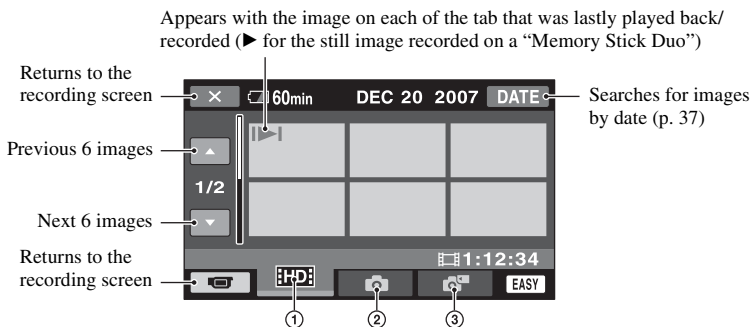 Appears with the image on each of the tab that was lastly played back/
recorded (▶ for the still image recorded on a “Memory Stick Duo”)
Returns to the
recording screen
60min DEC 20 2007 DATE
Searches for images
by date (p. 37)
Previous 6 images
1/2
Next 6 images
1:12:34
Returns to the
recording screen
HD
EASY
① ② ③